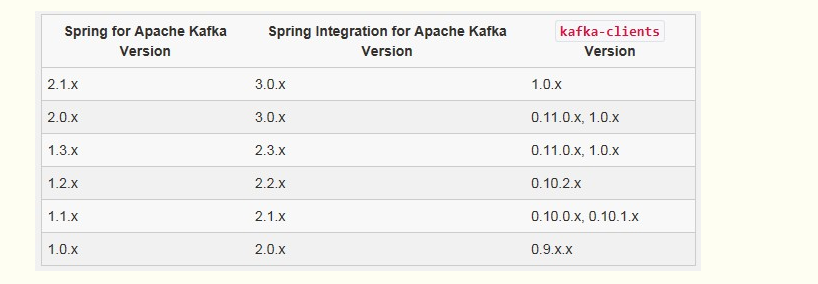 Spring for Apache Kafka Spring Integration for Apache Kafka kafka-clients
Version Version Version
2.1.x 3.0.x 1.0.x
2.0.x 3.0.x 0.11.0.x, 1.0.x
1.3.x 2.3.x 0.11.0.x, 1.0.x
1.2.x 2.2.x 0.10.2.x
1.1.x 2.1.x 0.10.0.x, 0.10.1.x
1.0.x 2.0.x 0.9.x.x